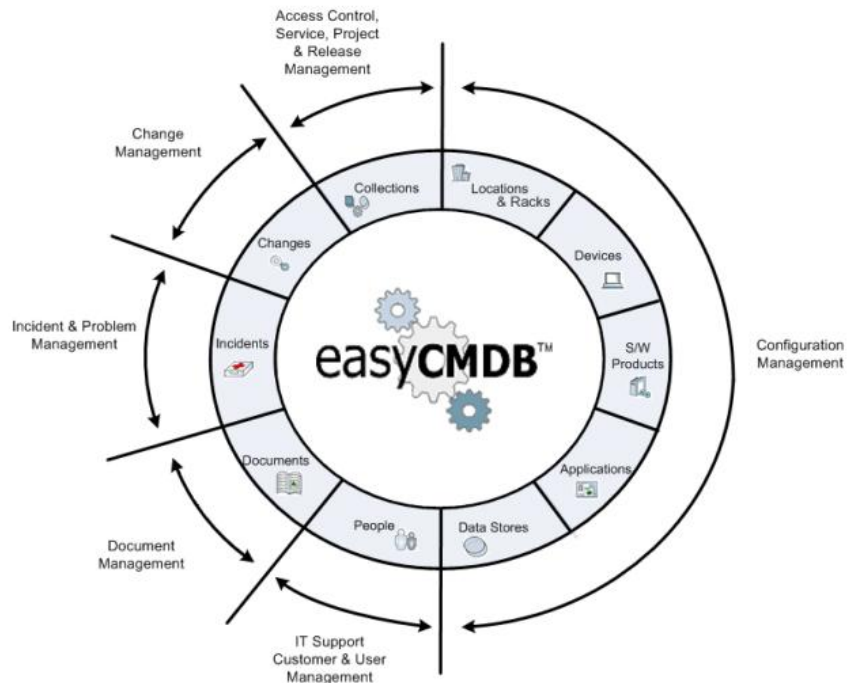 Access Control,
Service, Project
& Release
Management
Change
Management
Collections
Locations
& Racks
Changes
Devices
Incident & Problem
Management
Incidents
easyCMDB™
S/W
Products
Configuration
Management
Documents
Applications
People
Data Stores
Document
Management
IT Support
Customer & User
Management